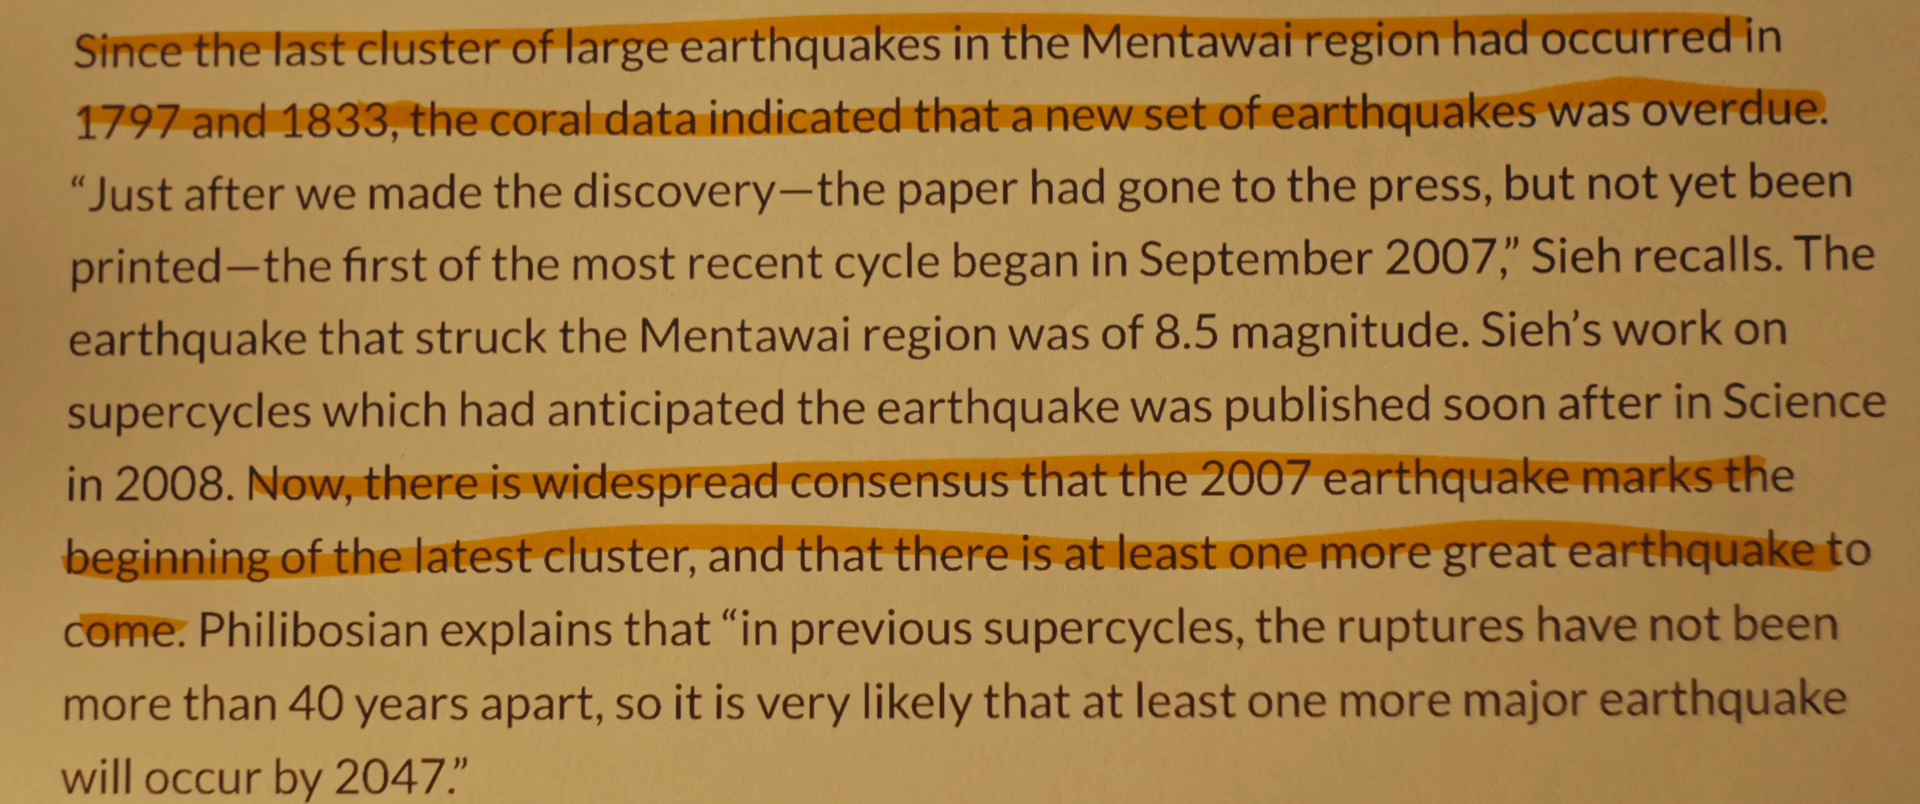 Since the last cluster of large earthquakes in the Mentawai region had occurred in
1797 and 1833, the coral data indicated that a new set of earthquakes was overdue.
“Just after we made the discovery—the paper had gone to the press, but not yet been
printed—the first of the most recent cycle began in September 2007,” Sieh recalls. The
earthquake that struck the Mentawai region was of 8.5 magnitude. Sieh’s work on
supercycles which had anticipated the earthquake was published soon after in Science
in 2008. Now, there is widespread consensus that the 2007 earthquake marks the
beginning of the latest cluster, and that there is at least one more great earthquake to
come. Philibosian explains that “in previous supercycles, the ruptures have not been
more than 40 years apart, so it is very likely that at least one more major earthquake
will occur by 2047.”